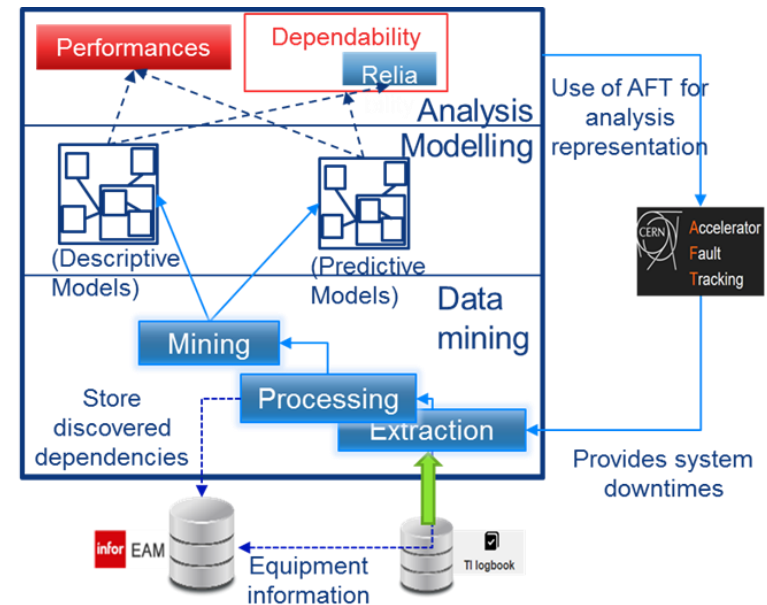 Performances
Dependability
Relia
Analysis
Modelling
Use of AFT for
analysis
representation
CERN
Accelerator
Fault
Tracking
(Descriptive
Models)
(Predictive
Models)
Data
mining
Mining
Processing
Extraction
Store
discovered
dependencies
Provides system
downtimes
infor EAM
TI logbook
Equipment
information